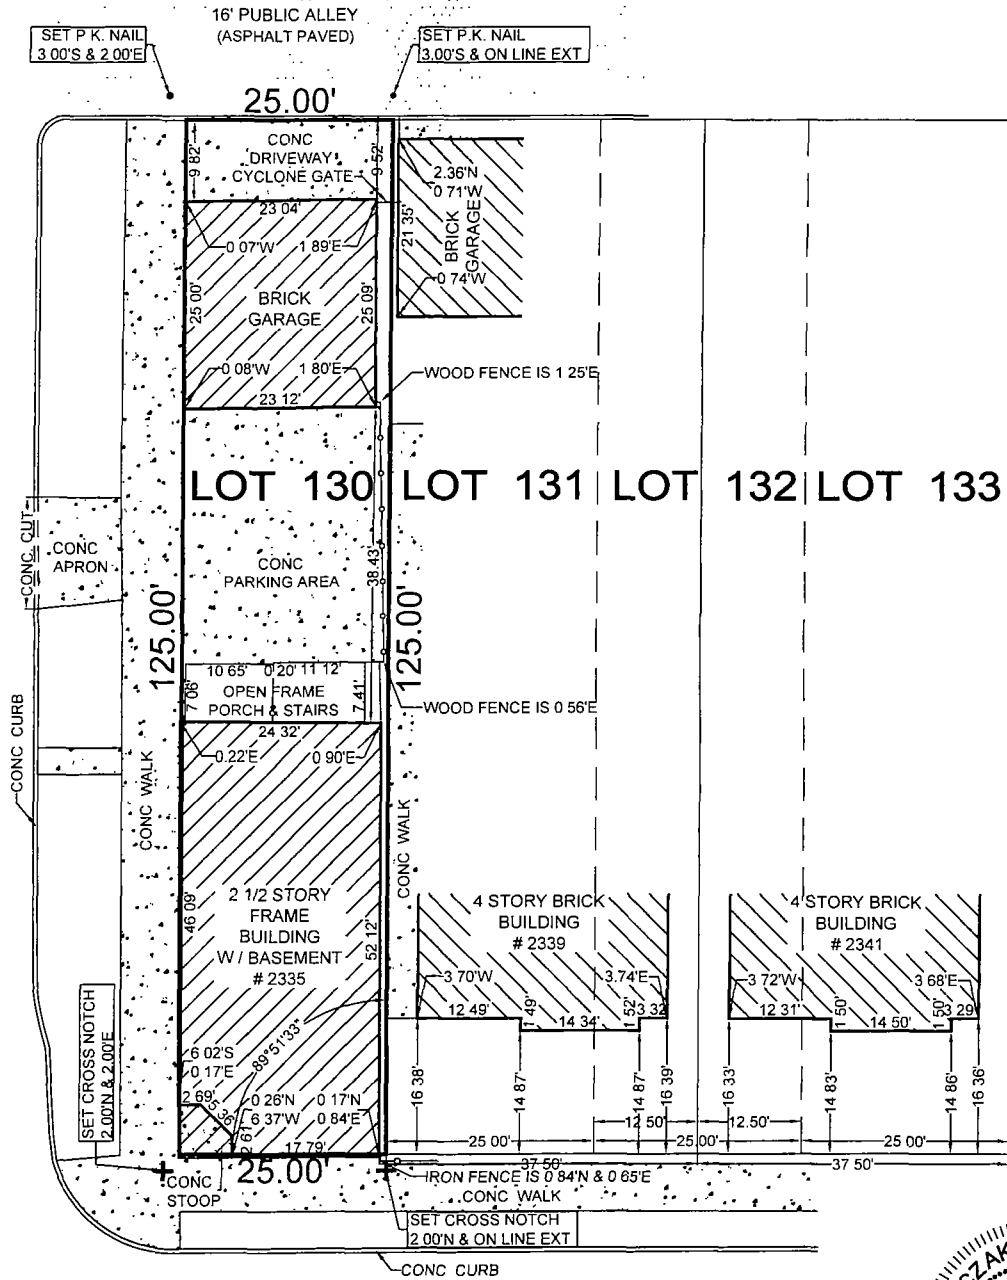 16' PUBLIC ALLEY
(ASPHALT PAVED)
SET P.K. NAIL
3 00'S & 2 00'E
SET P.K. NAIL
3.00'S & ON LINE EXT
25.00'
CONC
DRIVEWAY
CYCLONE GATE
9 82'
9 52'
23 04'
0 07'W
1 89'E
2.36'N
0 71'W
21 35'
BRICK
GARAGE
0 74'W
BRICK
GARAGE
25 00'
25 09'
0 08'W
1 80'E
23 12'
WOOD FENCE IS 1 25'E
LOT 130
LOT 131
LOT 132
LOT 133
CONC. CUT
CONC
APRON
CONC
PARKING AREA
38.43'
125.00'
125.00'
10 65'
0 20'
11 12'
7 06'
OPEN FRAME
PORCH & STAIRS
7.41'
WOOD FENCE IS 0 56'E
24 32'
0.22'E
0 90'E
CONC CURB
CONC WALK
CONC WALK
46 09'
2 1/2 STORY
FRAME
BUILDING
W / BASEMENT
# 2335
52 12'
4 STORY BRICK
BUILDING
# 2339
4 STORY BRICK
BUILDING
# 2341
3 70'W
3.74'E
3 72'W
3 68'E
12 49'
1 49'
14 34'
1 52'
3 32'
12 31'
1 50'
14 50'
1 50'
3 29'
SET CROSS NOTCH
2.00'N & 2.00'E
6 02'S
0 17'E
89°51'33"
2 69'
5 36'
2 61'
0 26'N
6 37'W
0 17'N
0 84'E
17 79'
16 38'
14 87'
14 87'
16 39'
16 33'
14 83'
14 86'
16 36'
12 50'
12.50'
25 00'
25.00'
25 00'
37 50'
37 50'
25.00'
CONC
STOOP
IRON FENCE IS 0 84'N & 0 65'E
CONC WALK
SET CROSS NOTCH
2 00'N & ON LINE EXT
CONC CURB